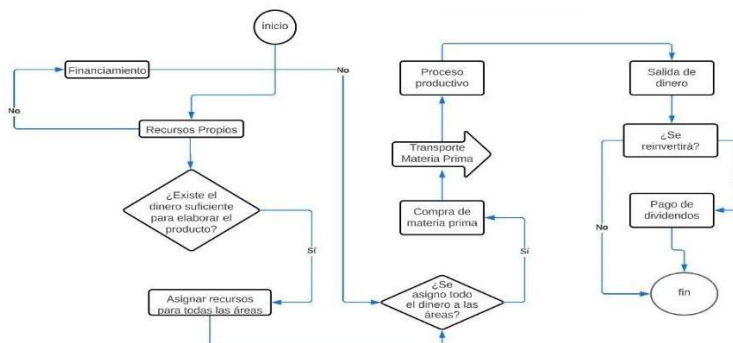 inicio
Financiamiento
No
Recursos Propios
¿Existe el
dinero suficiente
para elaborar el
producto?
Sí
Asignar recursos
para todas las áreas
No
Proceso
productivo
Transporte
Materia Prima
Compra de
materia prima
Sí
¿Se
asigno todo
el dinero a las
áreas?
Salida de
dinero
¿Se
reinvertirá?
Pago de
dividendos
No
fin